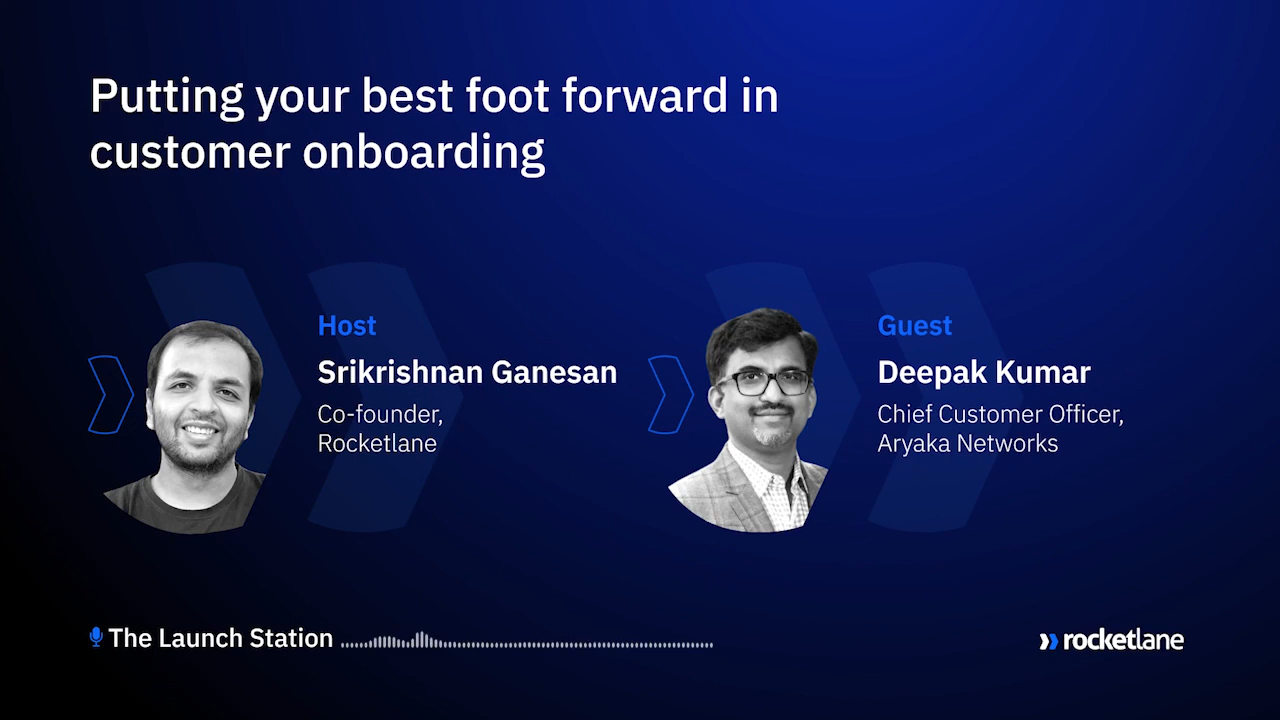 Putting your best foot forward in
customer onboarding
Host
Srikrishnan Ganesan
Co-founder,
Rocketlane
Guest
Deepak Kumar
Chief Customer Officer,
Aryaka Networks
The Launch Station
rocketlane